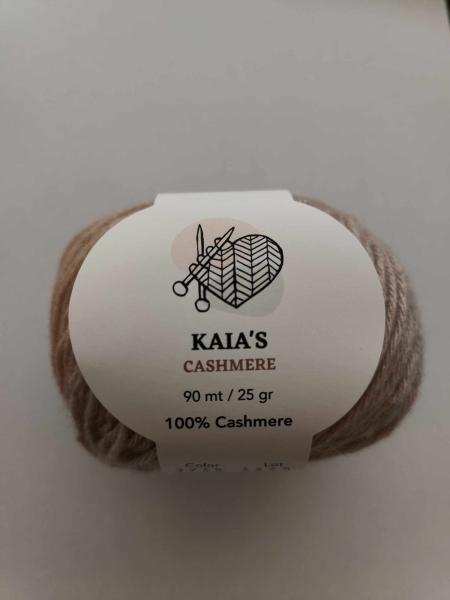 KAIA'S
CASHMERE
90 mt / 25 gr
100% Cashmere
Color Lot